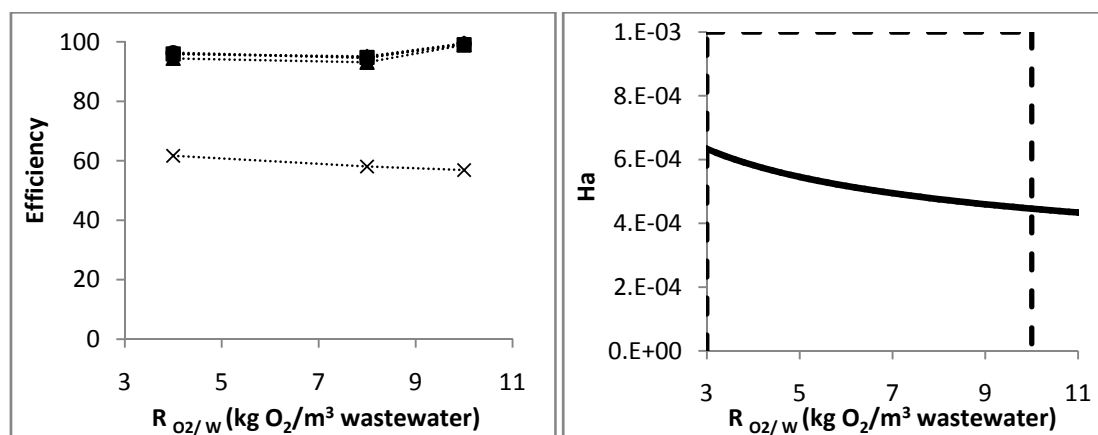 100
80
60
40
20
0
Efficiency
3 5 7 9 11
R O2/ W (kg O₂/m³ wastewater)
1.E-03
8.E-04
6.E-04
4.E-04
2.E-04
0.E+00
Ha
3 5 7 9 11
R O2/ W (kg O₂/m³ wastewater)